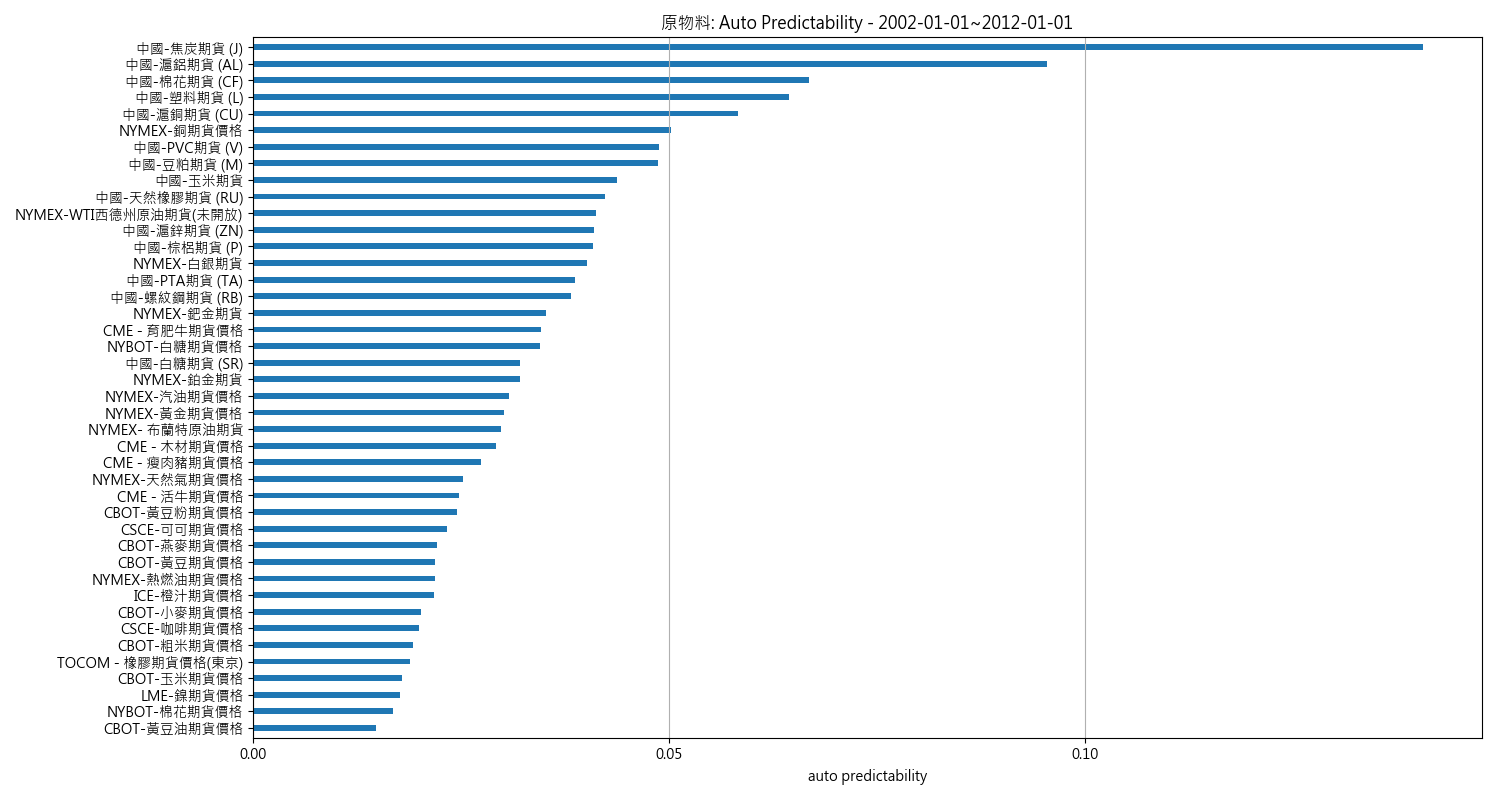 原物料: Auto Predictability - 2002-01-01~2012-01-01
中國-焦炭期貨 (J)
中國-滬鋁期貨 (AL)
中國-棉花期貨 (CF)
中國-塑料期貨 (L)
中國-滬銅期貨 (CU)
NYMEX-銅期貨價格
中國-PVC期貨 (V)
中國-豆粕期貨 (M)
中國-玉米期貨
中國-天然橡膠期貨 (RU)
NYMEX-WTI西德州原油期貨(未開放)
中國-滬鋅期貨 (ZN)
中國-棕梠期貨 (P)
NYMEX-白銀期貨
中國-PTA期貨 (TA)
中國-螺紋鋼期貨 (RB)
NYMEX-鈀金期貨
CME - 育肥牛期貨價格
NYBOT-白糖期貨價格
中國-白糖期貨 (SR)
NYMEX-鉑金期貨
NYMEX-汽油期貨價格
NYMEX-黃金期貨價格
NYMEX- 布蘭特原油期貨
CME - 木材期貨價格
CME - 瘦肉豬期貨價格
NYMEX-天然氣期貨價格
CME - 活牛期貨價格
CBOT-黃豆粉期貨價格
CSCE-可可期貨價格
CBOT-燕麥期貨價格
CBOT-黃豆期貨價格
NYMEX-熱燃油期貨價格
ICE-橙汁期貨價格
CBOT-小麥期貨價格
CSCE-咖啡期貨價格
CBOT-粗米期貨價格
TOCOM - 橡膠期貨價格(東京)
CBOT-玉米期貨價格
LME-鎳期貨價格
NYBOT-棉花期貨價格
CBOT-黃豆油期貨價格
0.00 0.05 0.10
auto predictability